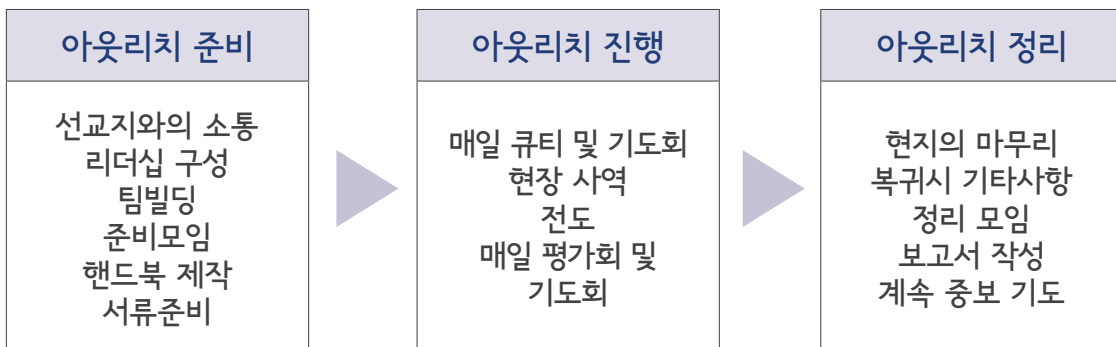 아웃리치 준비
선교지와의 소통
리더십 구성
팀빌딩
준비모임
핸드북 제작
서류준비
아웃리치 진행
매일 큐티 및 기도회
현장 사역
전도
매일 평가회 및
기도회
아웃리치 정리
현지의 마무리
복귀시 기타사항
정리 모임
보고서 작성
계속 중보 기도